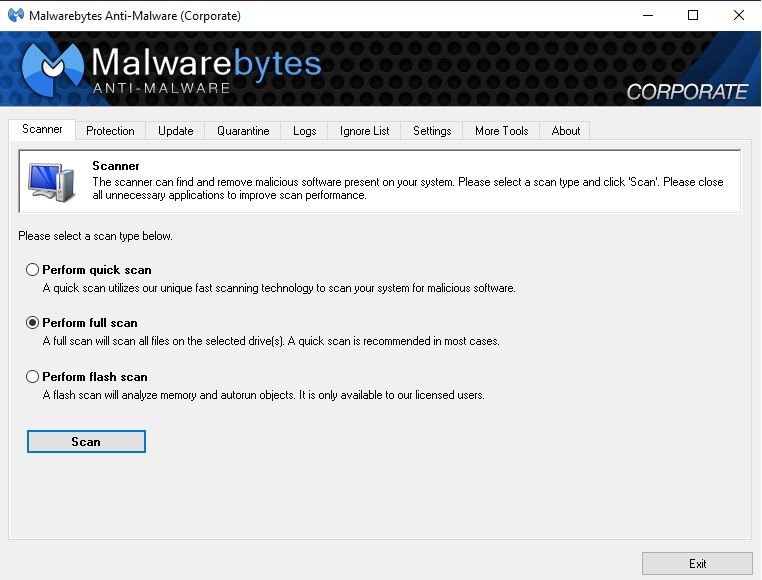 Malwarebytes Anti-Malware (Corporate)
Malwarebytes
ANTI-MALWARE
CORPORATE
Scanner Protection Update Quarantine Logs Ignore List Settings More Tools About
Scanner
The scanner can find and remove malicious software present on your system. Please select a scan type and click 'Scan'. Please close
all unnecessary applications to improve scan performance.
Please select a scan type below.
Perform quick scan
A quick scan utilizes our unique fast scanning technology to scan your system for malicious software.
Perform full scan
A full scan will scan all files on the selected drive(s). A quick scan is recommended in most cases.
Perform flash scan
A flash scan will analyze memory and autorun objects. It is only available to our licensed users.
Scan
Exit